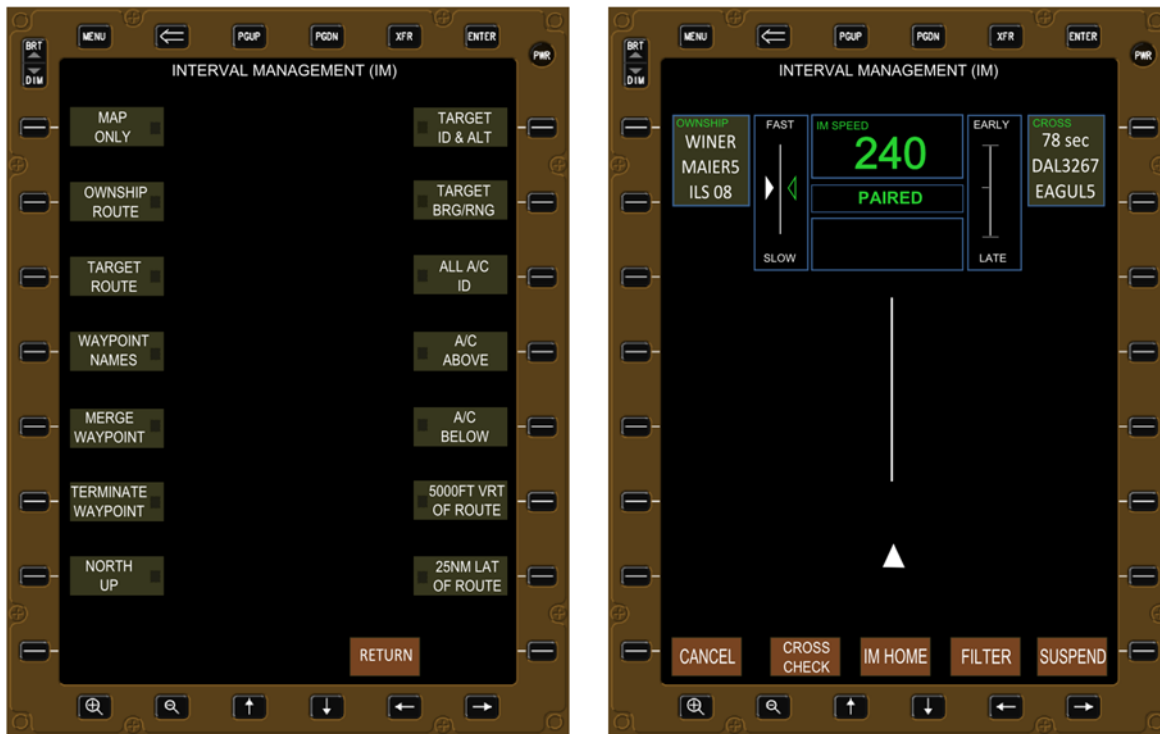 MENU
PGUP
PGDN
XFR
ENTER
BRT
DIM
PWR
INTERVAL MANAGEMENT (IM)
MAP
ONLY
TARGET
ID & ALT
OWNSHIP
ROUTE
TARGET
BRG/RNG
TARGET
ROUTE
ALL A/C
ID
WAYPOINT
NAMES
A/C
ABOVE
MERGE
WAYPOINT
A/C
BELOW
TERMINATE
WAYPOINT
5000FT VRT
OF ROUTE
NORTH
UP
25NM LAT
OF ROUTE
RETURN
MENU
PGUP
PGDN
XFR
ENTER
BRT
DIM
PWR
INTERVAL MANAGEMENT (IM)
OWNSHIP
WINER
MAIER5
ILS 08
FAST
SLOW
IM SPEED
240
PAIRED
EARLY
LATE
CROSS
78 sec
DAL3267
EAGUL5
CANCEL
CROSS
CHECK
IM HOME
FILTER
SUSPEND